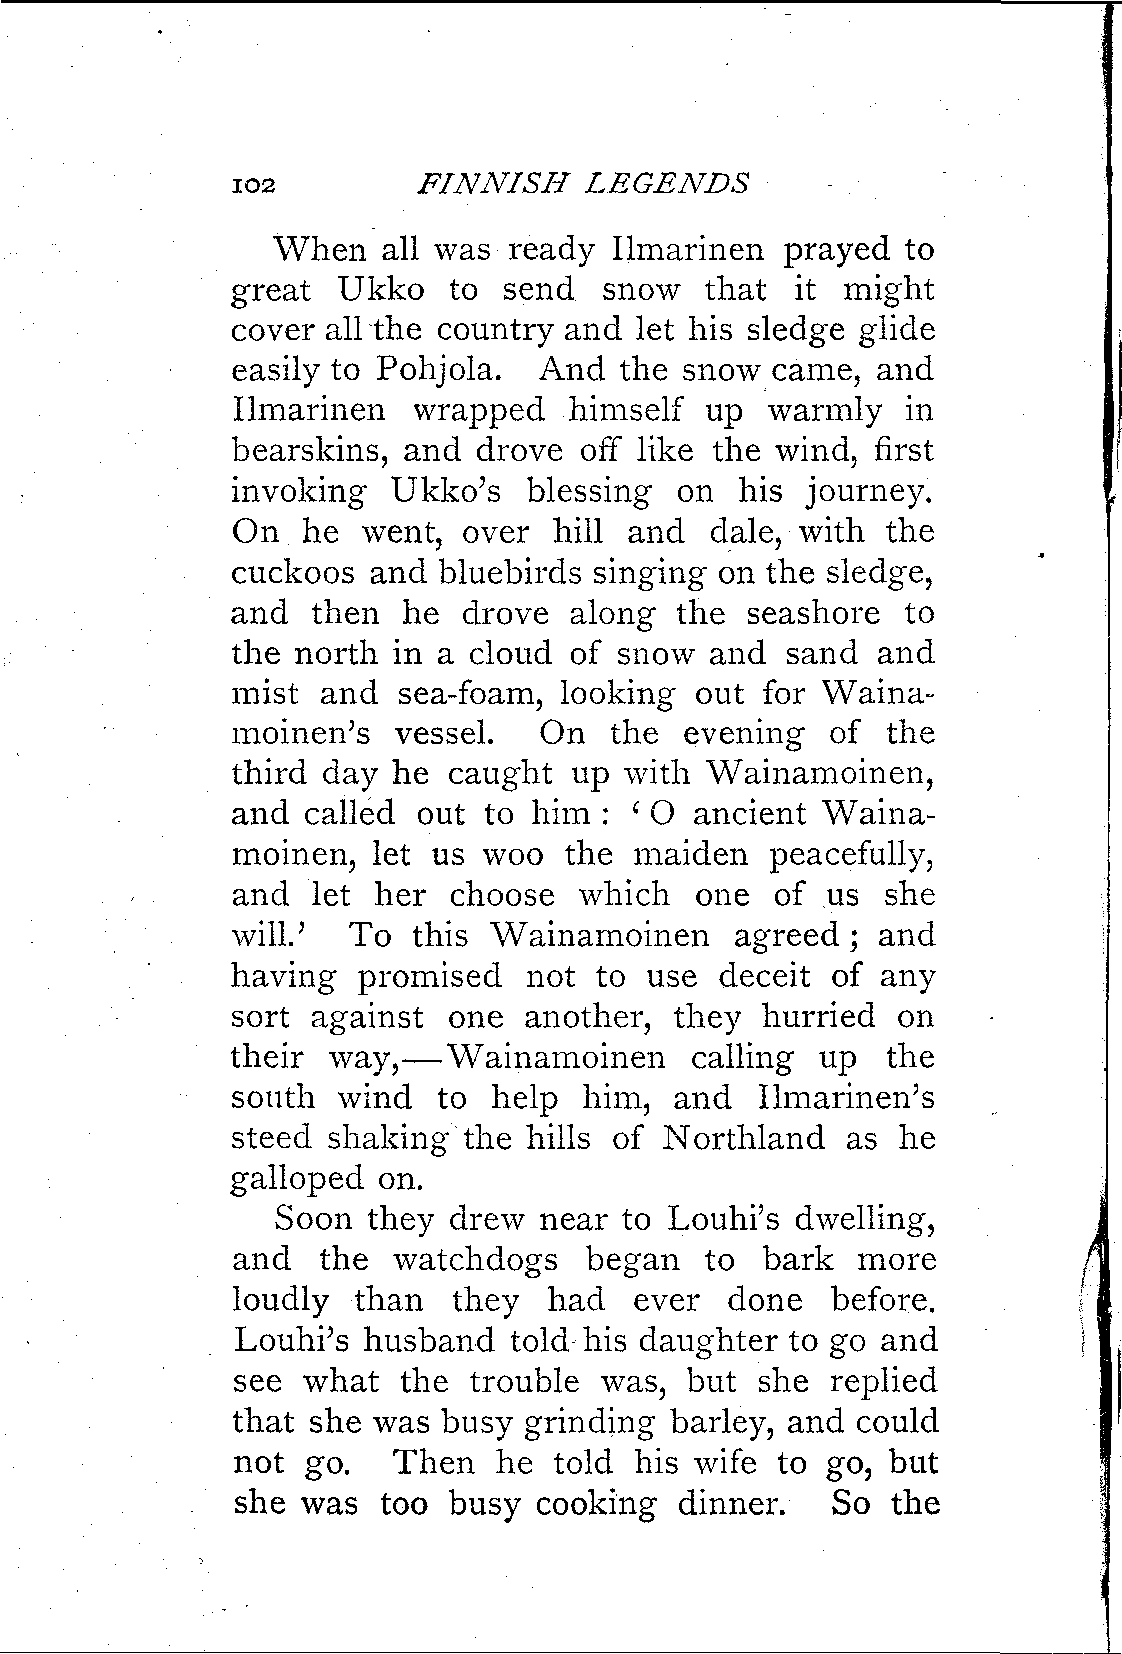 102 FINNISH LEGENDS
When all was ready Ilmarinen prayed to
great Ukko to send snow that it might
cover all the country and let his sledge glide
easily to Pohjola. And the snow came, and
Ilmarinen wrapped himself up warmly in
bearskins, and drove off like the wind, first
invoking Ukko's blessing on his journey.
On he went, over hill and dale, with the
cuckoos and bluebirds singing on the sledge,
and then he drove along the seashore to
the north in a cloud of snow and sand and
mist and sea-foam, looking out for Waina-
moinen's vessel. On the evening of the
third day he caught up with Wainamoinen,
and called out to him : ‘ O ancient Waina-
moinen, let us woo the maiden peacefully,
and let her choose which one of us she
will.’ To this Wainamoinen agreed ; and
having promised not to use deceit of any
sort against one another, they hurried on
their way,—Wainamoinen calling up the
south wind to help him, and Ilmarinen's
steed shaking the hills of Northland as he
galloped on.
Soon they drew near to Louhi's dwelling,
and the watchdogs began to bark more
loudly than they had ever done before.
Louhi's husband told his daughter to go and
see what the trouble was, but she replied
that she was busy grinding barley, and could
not go. Then he told his wife to go, but
she was too busy cooking dinner. So the